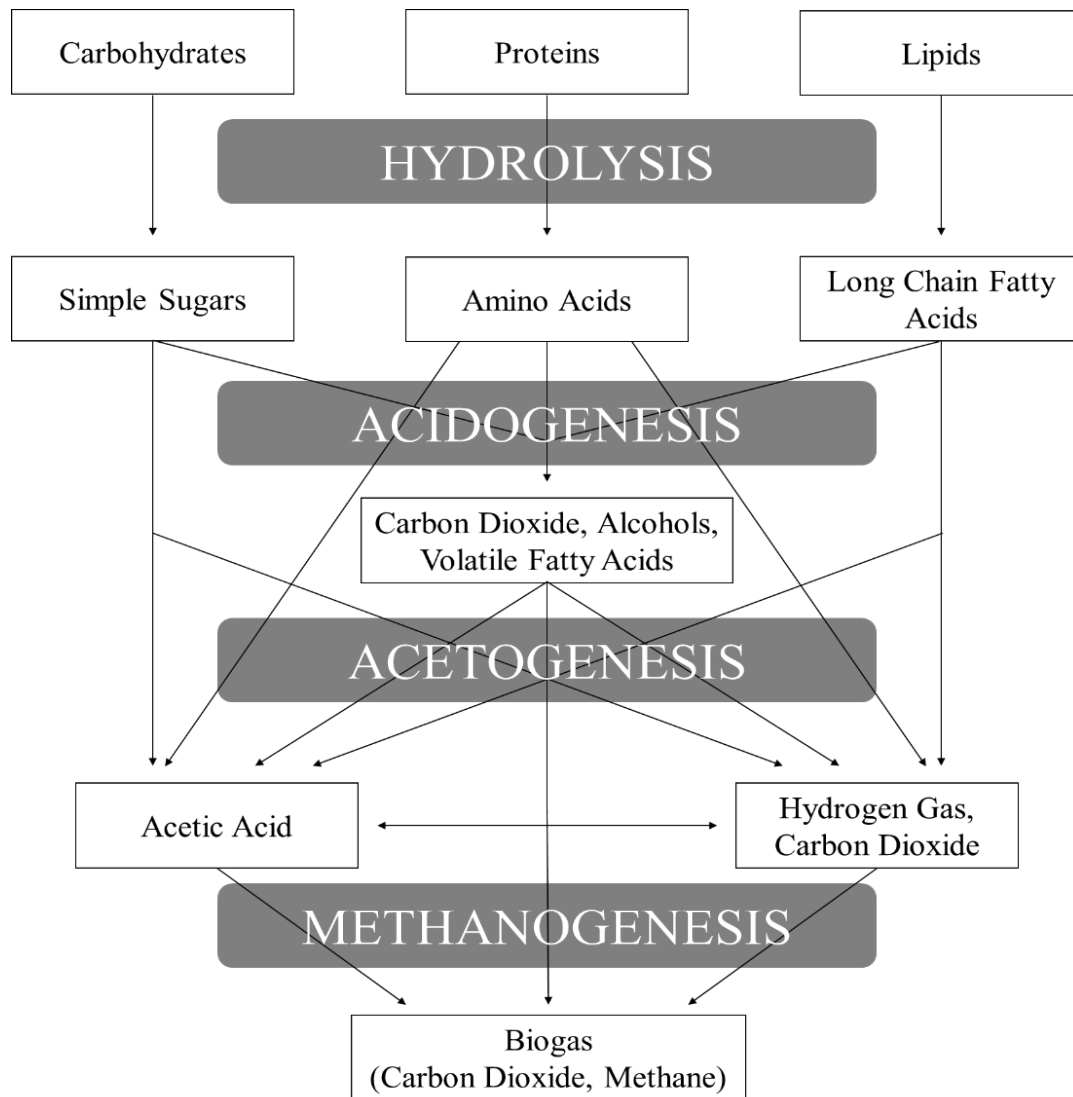 Carbohydrates
Proteins
Lipids
HYDROLYSIS
Simple Sugars
Amino Acids
Long Chain Fatty
Acids
ACIDOGENESIS
Carbon Dioxide, Alcohols,
Volatile Fatty Acids
ACETOGENESIS
Acetic Acid
Hydrogen Gas,
Carbon Dioxide
METHANOGENESIS
Biogas
(Carbon Dioxide, Methane)